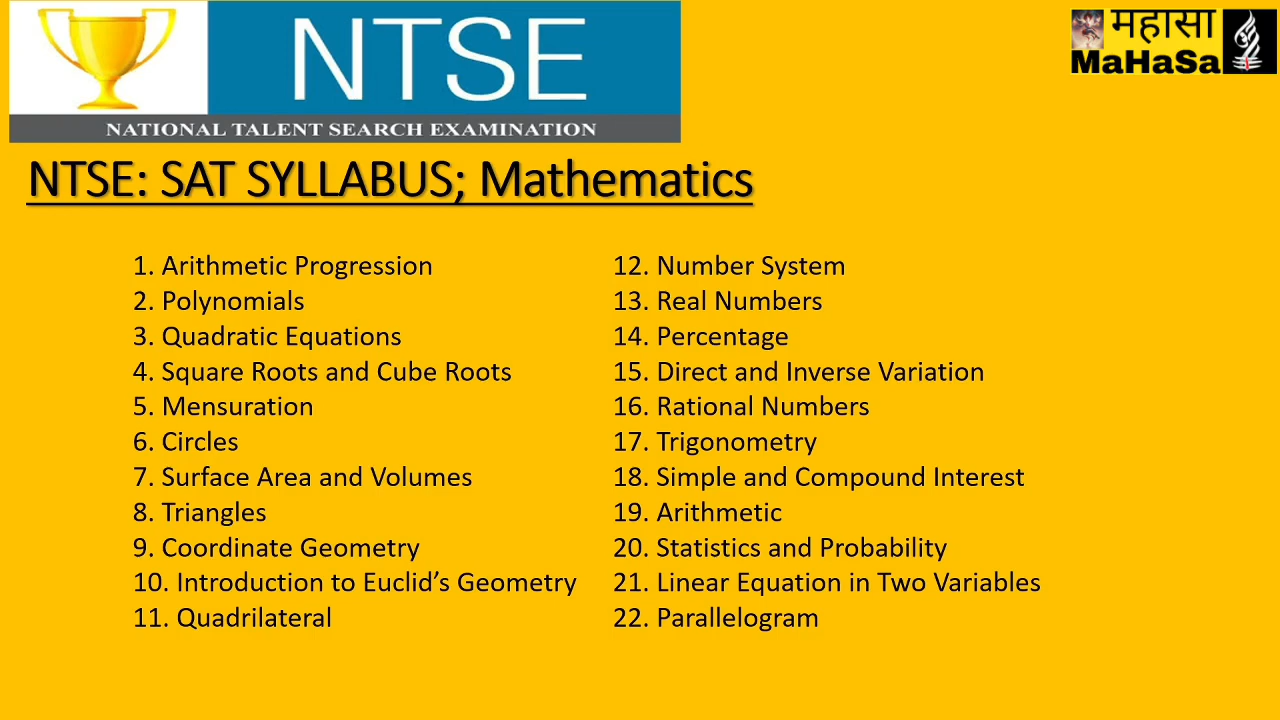 NTSE
NATIONAL TALENT SEARCH EXAMINATION
महासा
MaHaSa
NTSE: SAT SYLLABUS; Mathematics
1. Arithmetic Progression
2. Polynomials
3. Quadratic Equations
4. Square Roots and Cube Roots
5. Mensuration
6. Circles
7. Surface Area and Volumes
8. Triangles
9. Coordinate Geometry
10. Introduction to Euclid’s Geometry
11. Quadrilateral
12. Number System
13. Real Numbers
14. Percentage
15. Direct and Inverse Variation
16. Rational Numbers
17. Trigonometry
18. Simple and Compound Interest
19. Arithmetic
20. Statistics and Probability
21. Linear Equation in Two Variables
22. Parallelogram